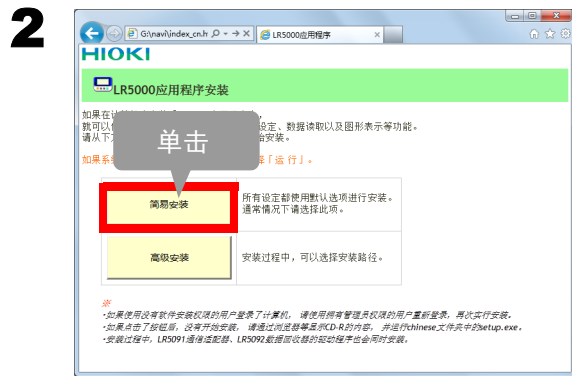 2
G:\navi\index_cn.h
LR5000应用程序
HIOKI
LR5000应用程序安装
如果在
就可以 设定、数据读取以及图形表示等功能。
请从下 始安装。
如果系 择「运行」。
单击
简易安装
所有设定都使用默认选项进行安装。
通常情况下请选择此项。
高级安装
安装过程中，可以选择安装路径。
※
·如果使用没有软件安装权限的用户登录了计算机， 请使用拥有管理员权限的用户重新登录，再次实行安装。
·如果点击了按钮后，没有开始安装， 请通过浏览器等显示CD-R的内容， 并运行chinese文件夹中的setup.exe。
·安装过程中，LR5091通信适配器、LR5092数据回收器的驱动程序也会同时安装。